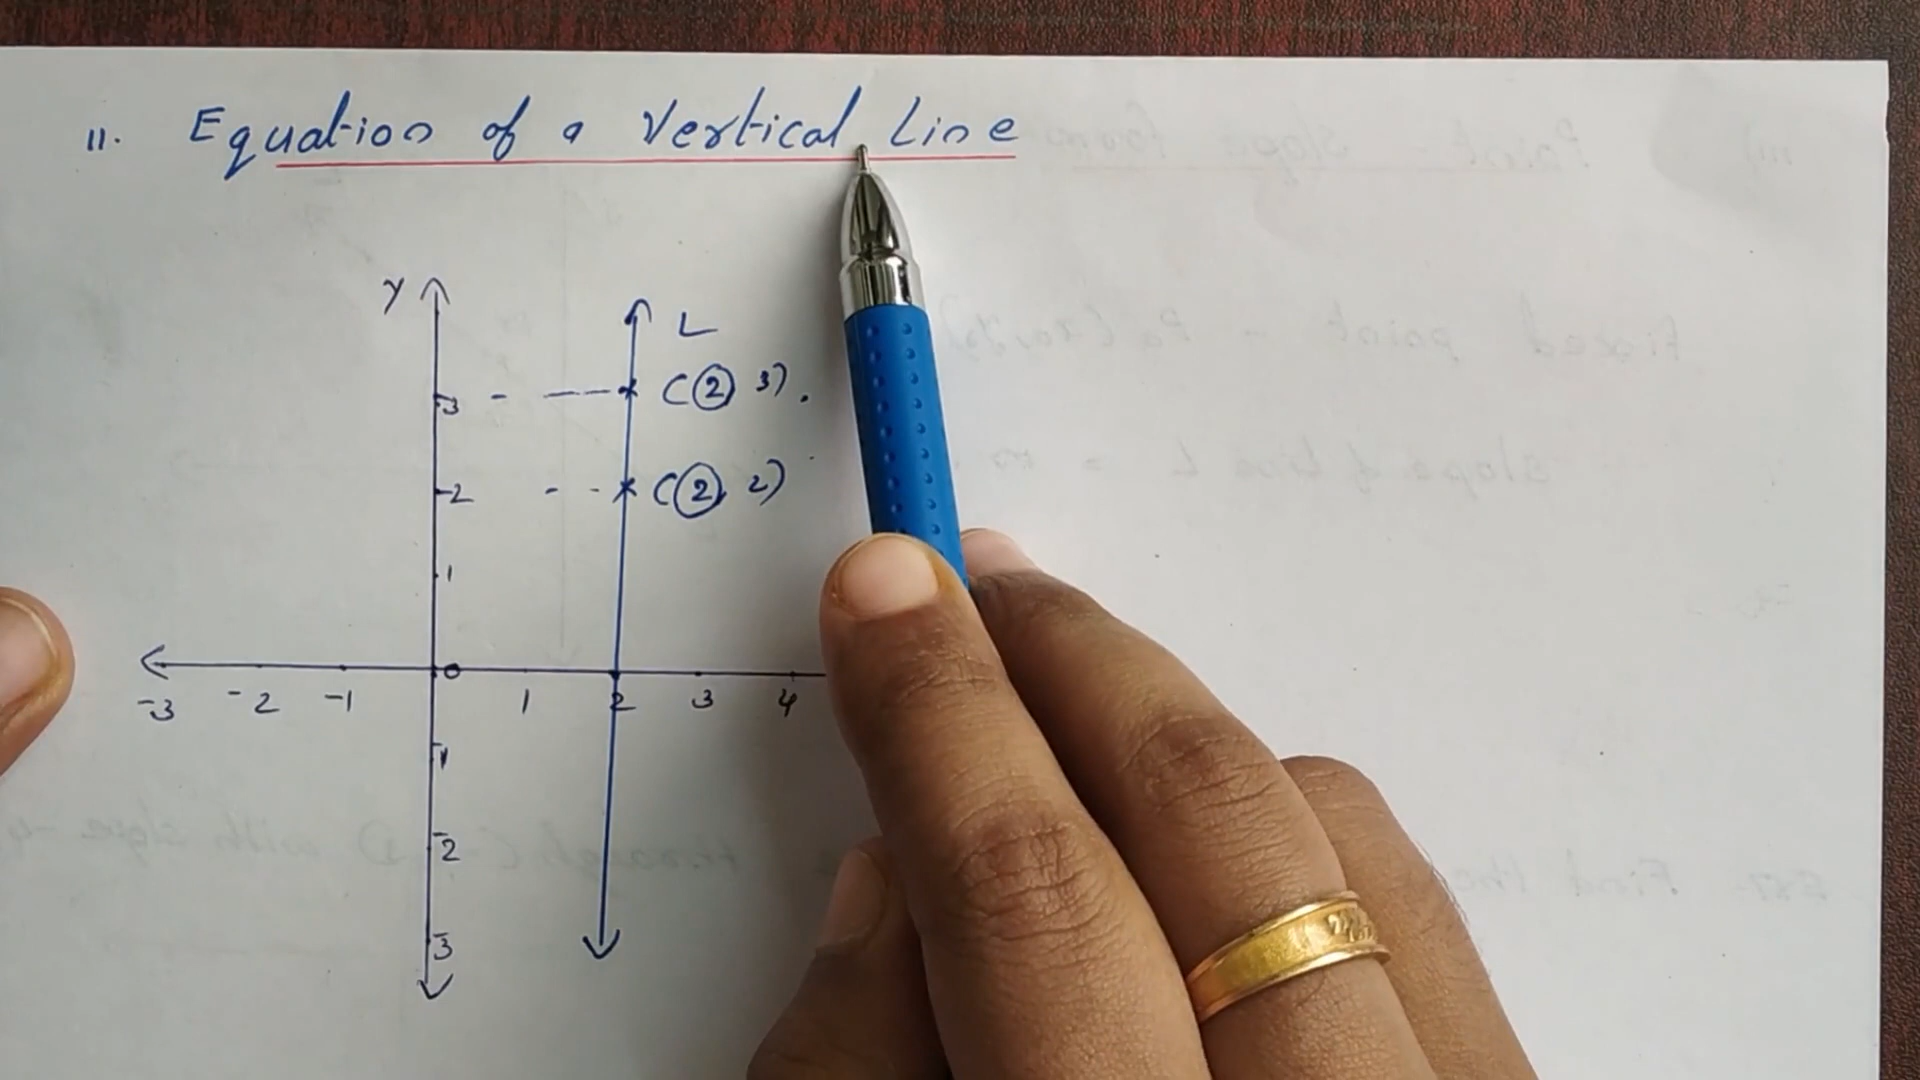 11. Equation of a Vertical Line
Y
L
3 (2 3).
2 (2, 2)
1
0
-3 -2 -1 1 2 3 4
-1
-2
-3